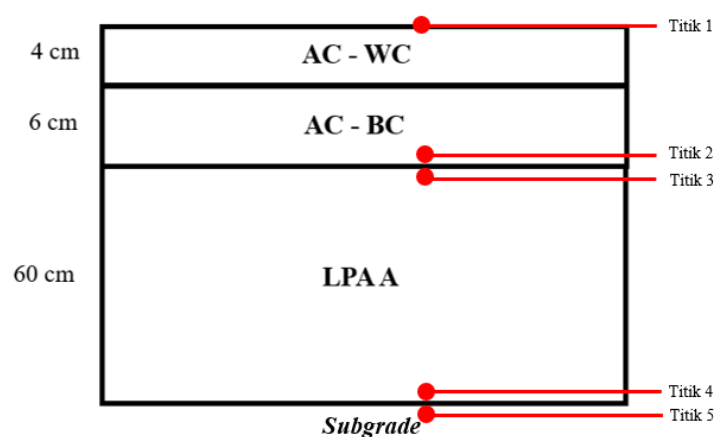 Titik 1
4 cm
AC - WC
6 cm
AC - BC
Titik 2
Titik 3
60 cm
LPA A
Titik 4
Titik 5
Subgrade